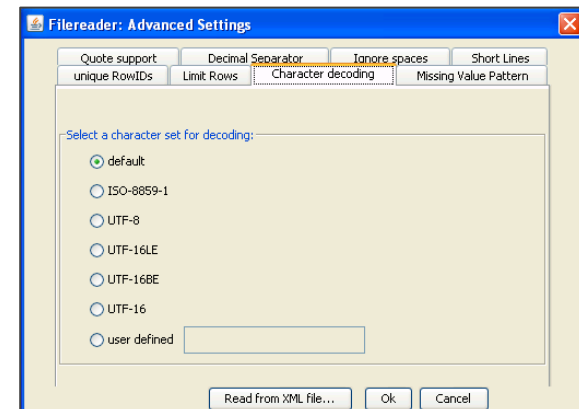 Filereader: Advanced Settings
Quote support Decimal Separator Ignore spaces Short Lines
unique RowIDs Limit Rows Character decoding Missing Value Pattern
Select a character set for decoding:
default
ISO-8859-1
UTF-8
UTF-16LE
UTF-16BE
UTF-16
user defined
Read from XML file... Ok Cancel